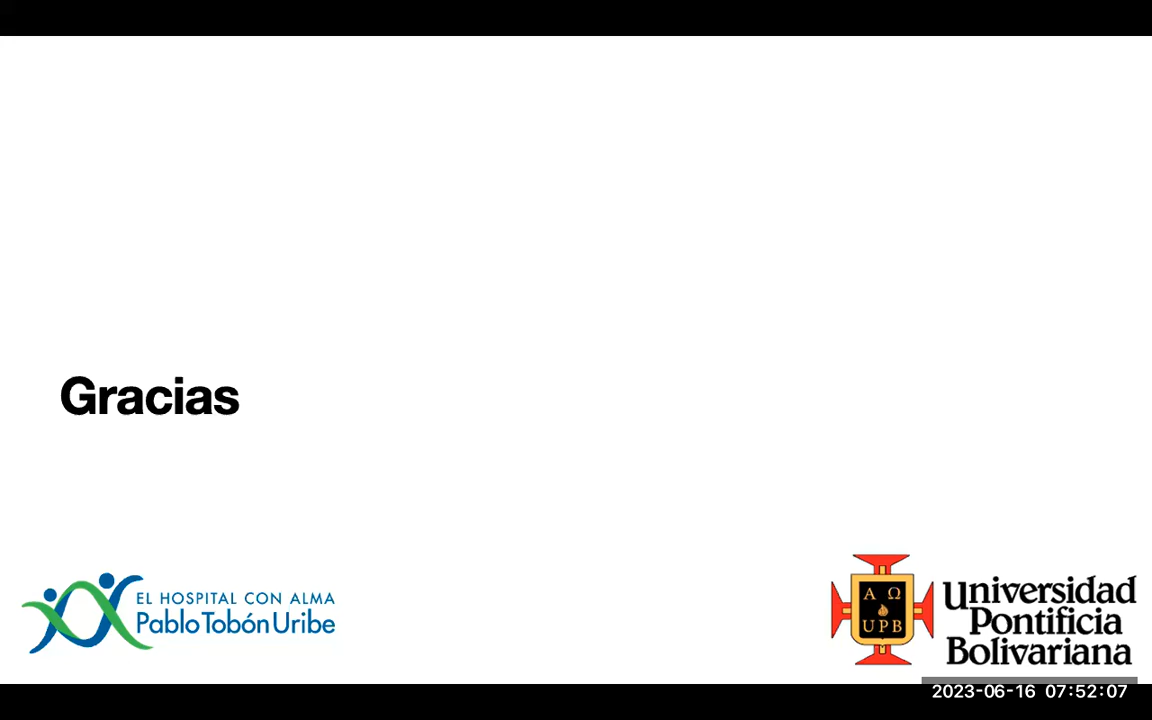 Gracias
EL HOSPITAL CON ALMA
Pablo Tobón Uribe
Α Ω
UPB
Universidad
Pontificia
Bolivariana
2023-06-16 07:52:07